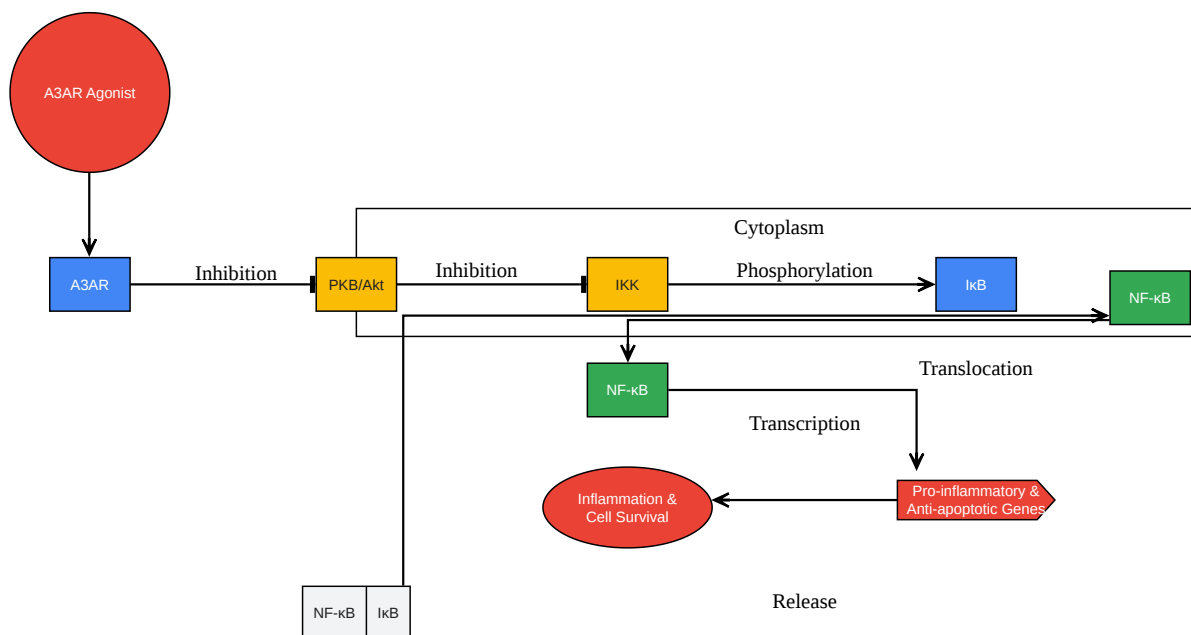 A3AR Agonist
Cytoplasm
A3AR
Inhibition
PKB/Akt
Inhibition
IKK
Phosphorylation
IκB
NF-κB
NF-κB
Translocation
Transcription
Inflammation &
Cell Survival
Pro-inflammatory &
Anti-apoptotic Genes
NF-κB
IκB
Release